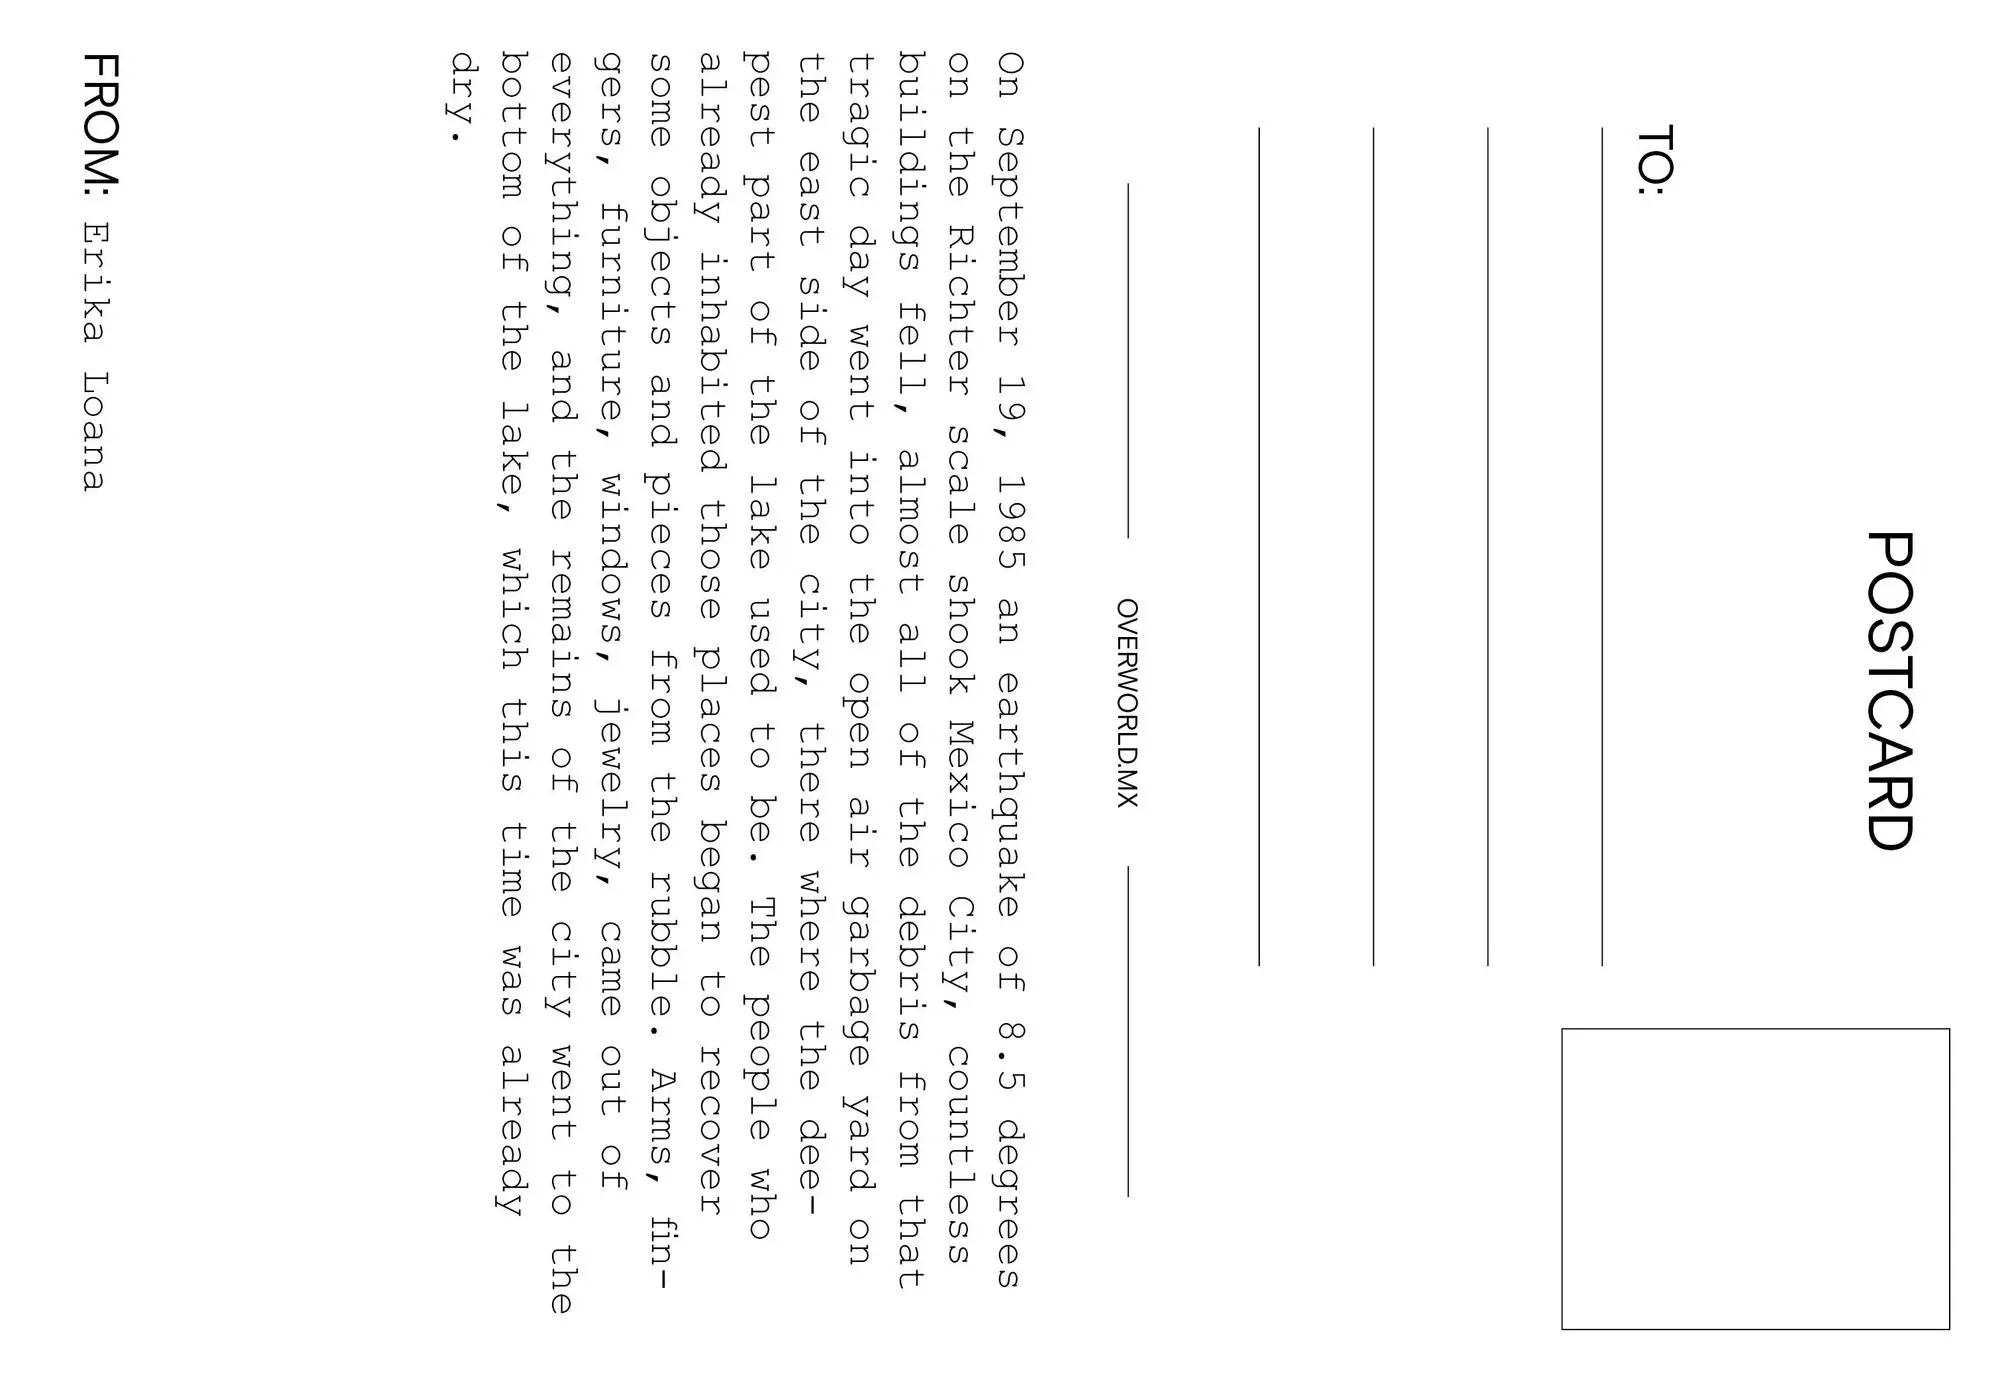 POSTCARD
TO:
OVERWORLD.MX
On September 19, 1985 an earthquake of 8.5 degrees
on the Richter scale shook Mexico City, countless
buildings fell, almost all of the debris from that
tragic day went into the open air garbage yard on
the east side of the city, there where the dee-
pest part of the lake used to be. The people who
already inhabited those places began to recover
some objects and pieces from the rubble. Arms, fin-
gers, furniture, windows, jewelry, came out of
everything, and the remains of the city went to the
bottom of the lake, which this time was already
dry.
FROM: Erika Loana